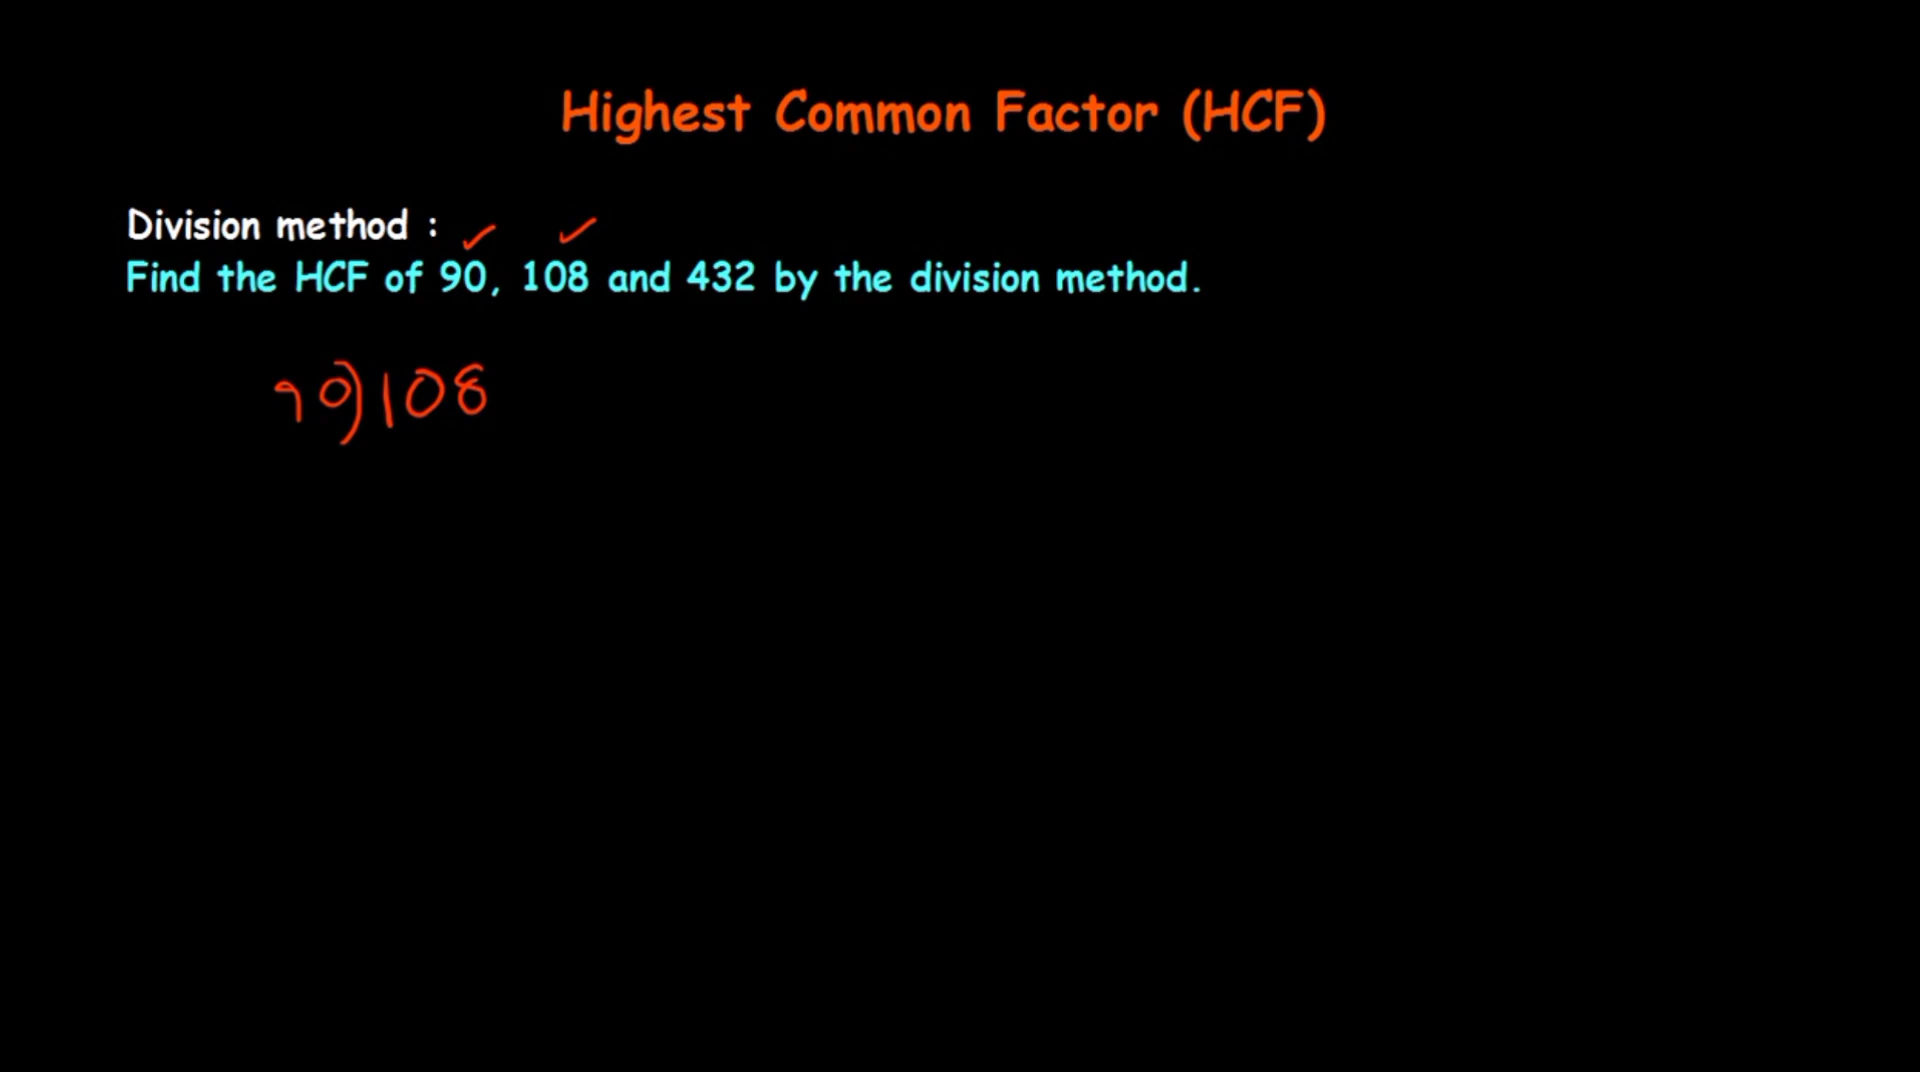 Highest Common Factor (HCF)
Division method :
Find the HCF of 90, 108 and 432 by the division method.
90)108